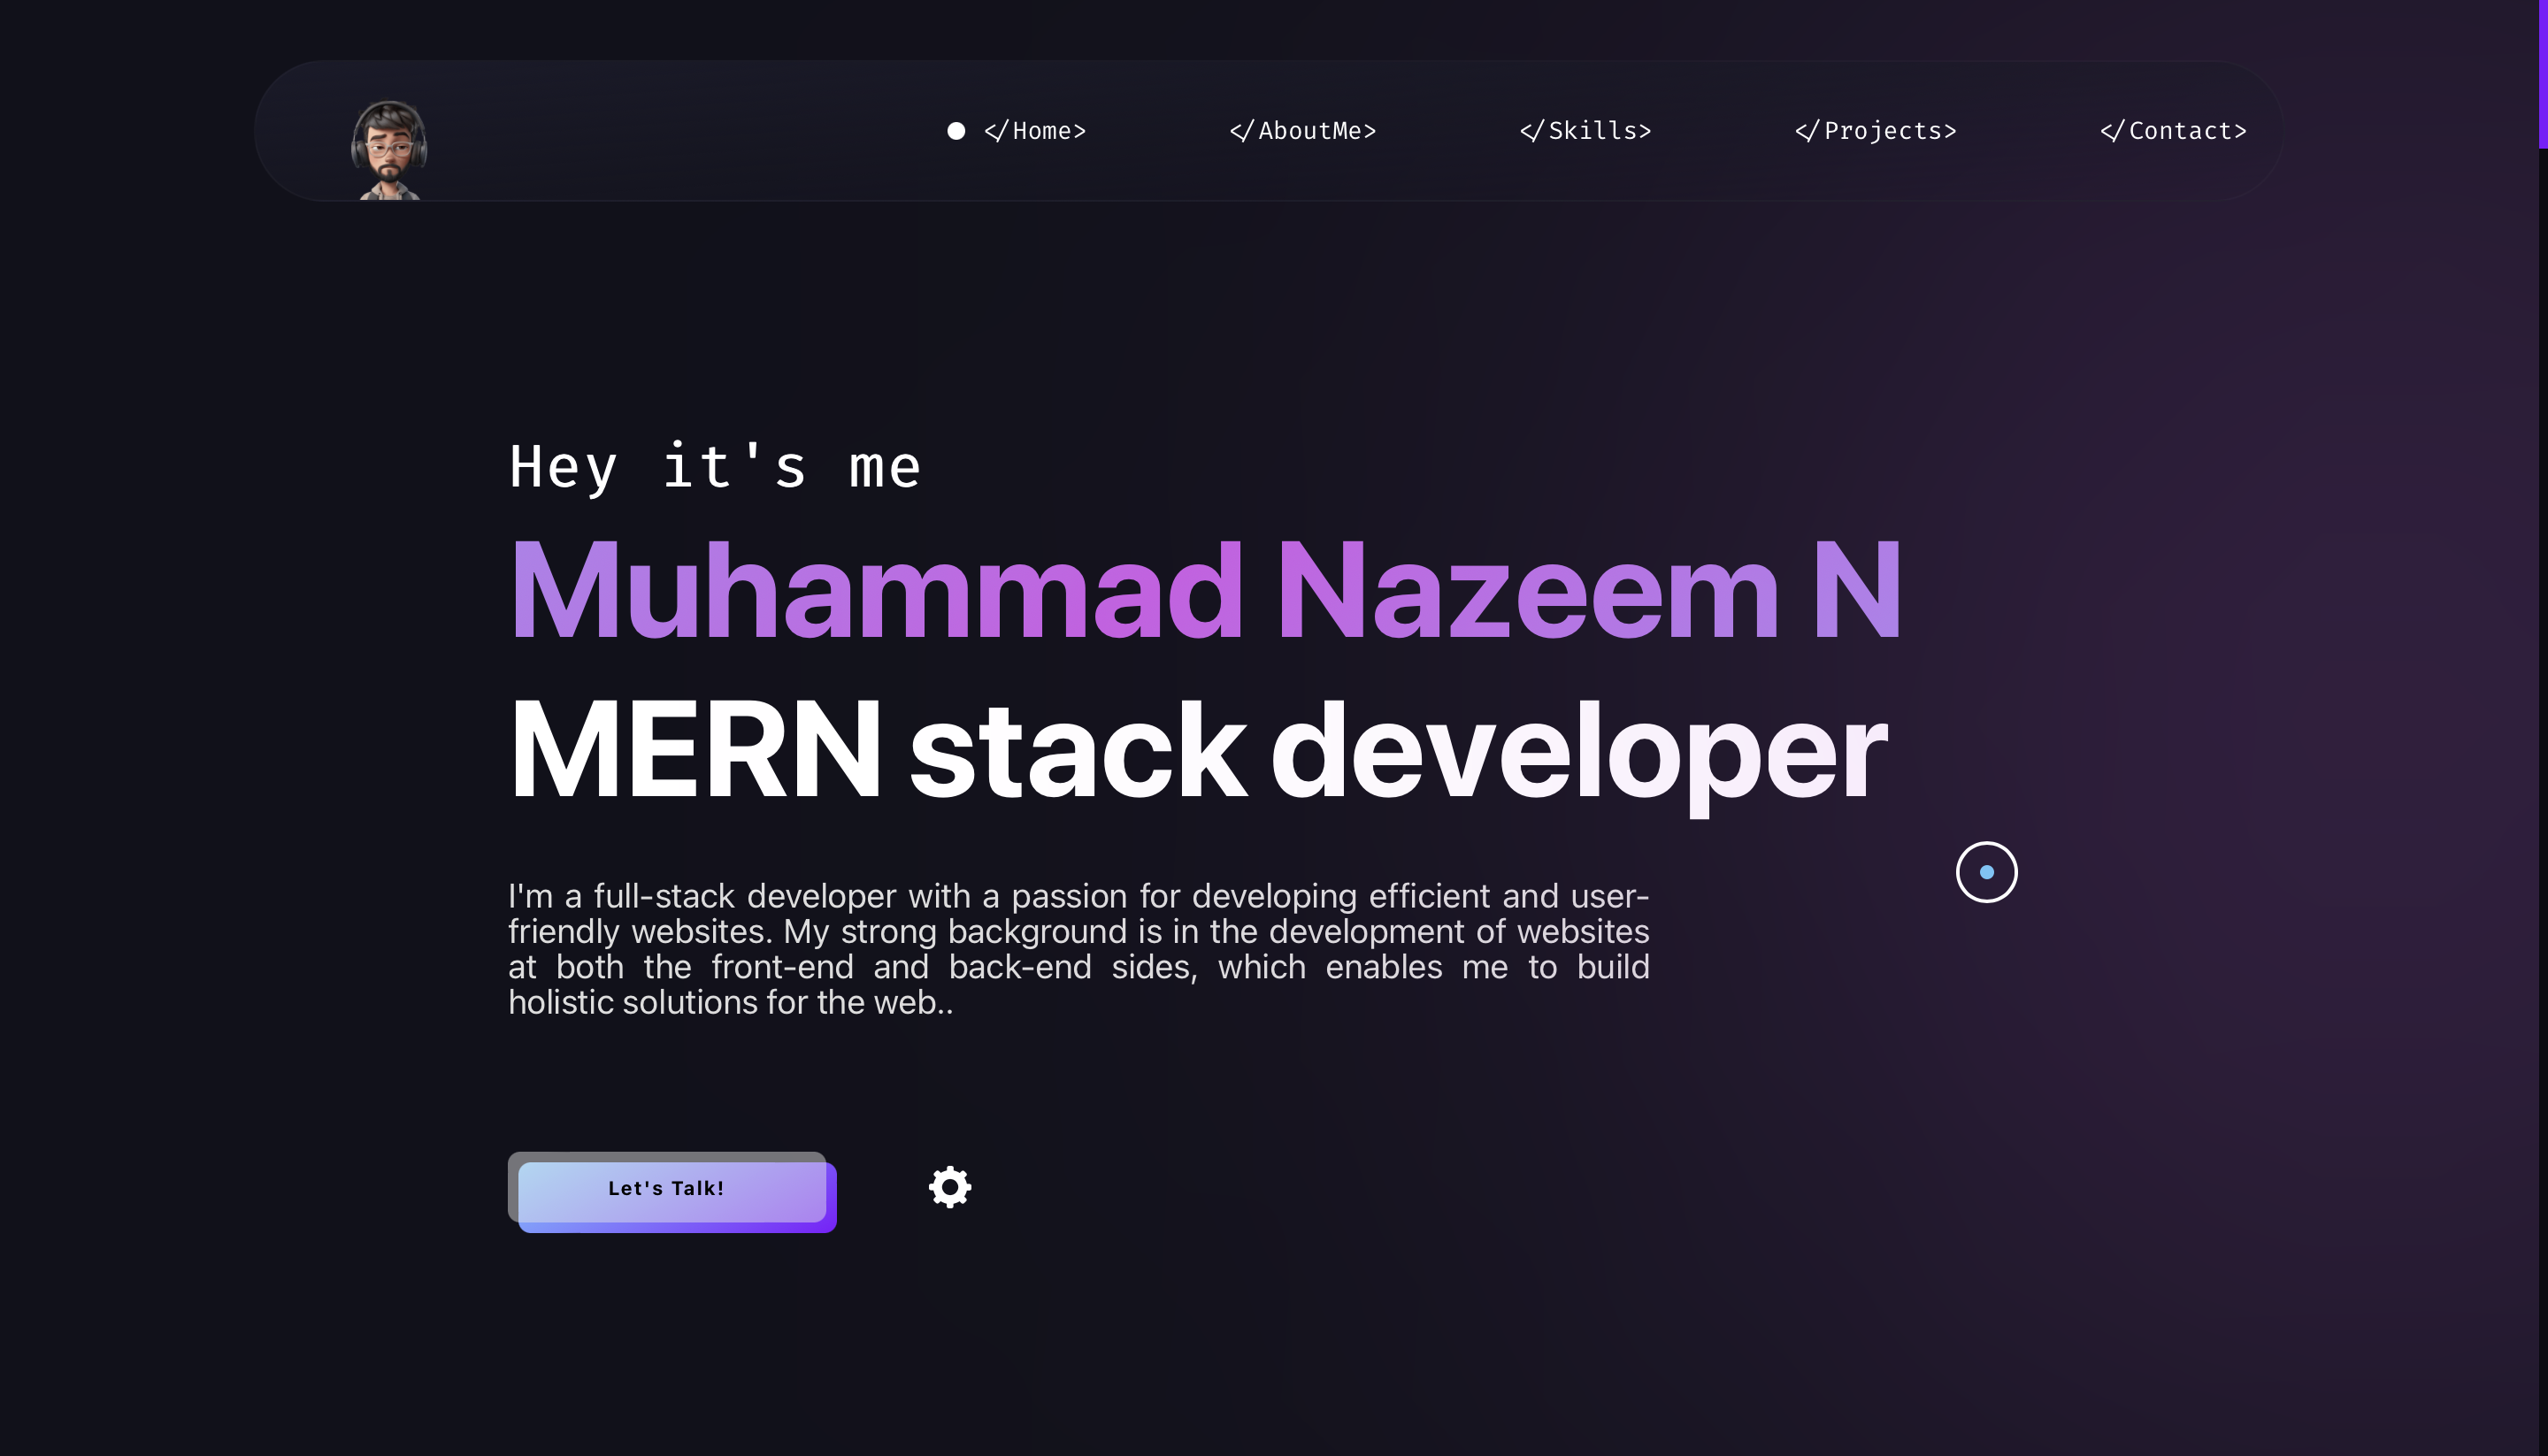 </Home> </AboutMe> </Skills> </Projects> </Contact>
Hey it's me
Muhammad Nazeem N
MERN stack developer
I'm a full-stack developer with a passion for developing efficient and user-
friendly websites. My strong background is in the development of websites
at both the front-end and back-end sides, which enables me to build
holistic solutions for the web..
Let's Talk!